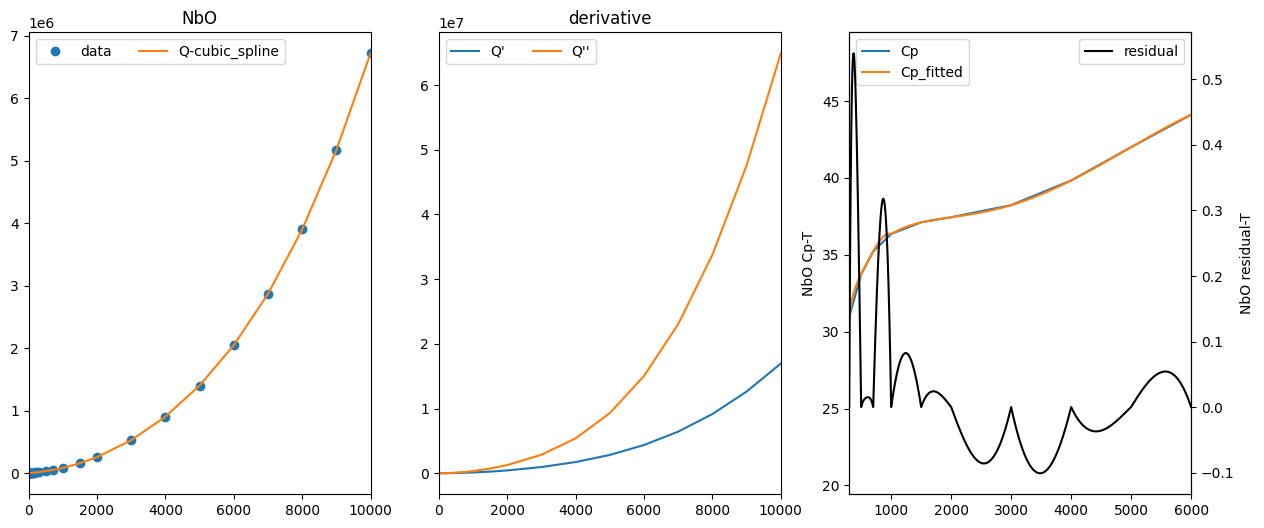 NbO
1e6
data
Q-cubic_spline
7
6
5
4
3
2
1
0
0 2000 4000 6000 8000 10000
derivative
1e7
Q'
Q''
6
5
4
3
2
1
0
0 2000 4000 6000 8000 10000
Cp
Cp_fitted
residual
NbO Cp-T
45
40
35
30
25
20
1000 2000 3000 4000 5000 6000
0.5
0.4
0.3
0.2
0.1
0.0
−0.1
NbO residual-T